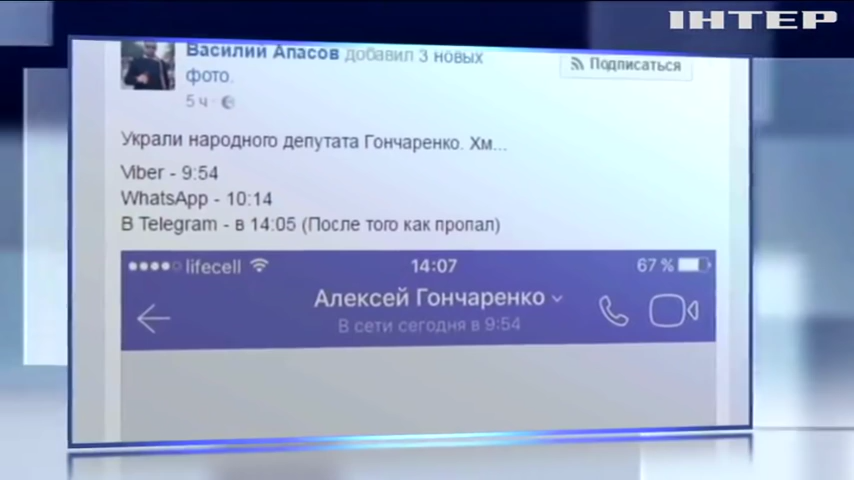 ІНТЕР
Василий Апасов добавил 3 новых
фото.
Подписаться
5 ч ·
Украли народного депутата Гончаренко. Хм...
Viber - 9:54
WhatsApp - 10:14
В Telegram - в 14:05 (После того как пропал)
lifecell 14:07 67 %
Алексей Гончаренко
В сети сегодня в 9:54